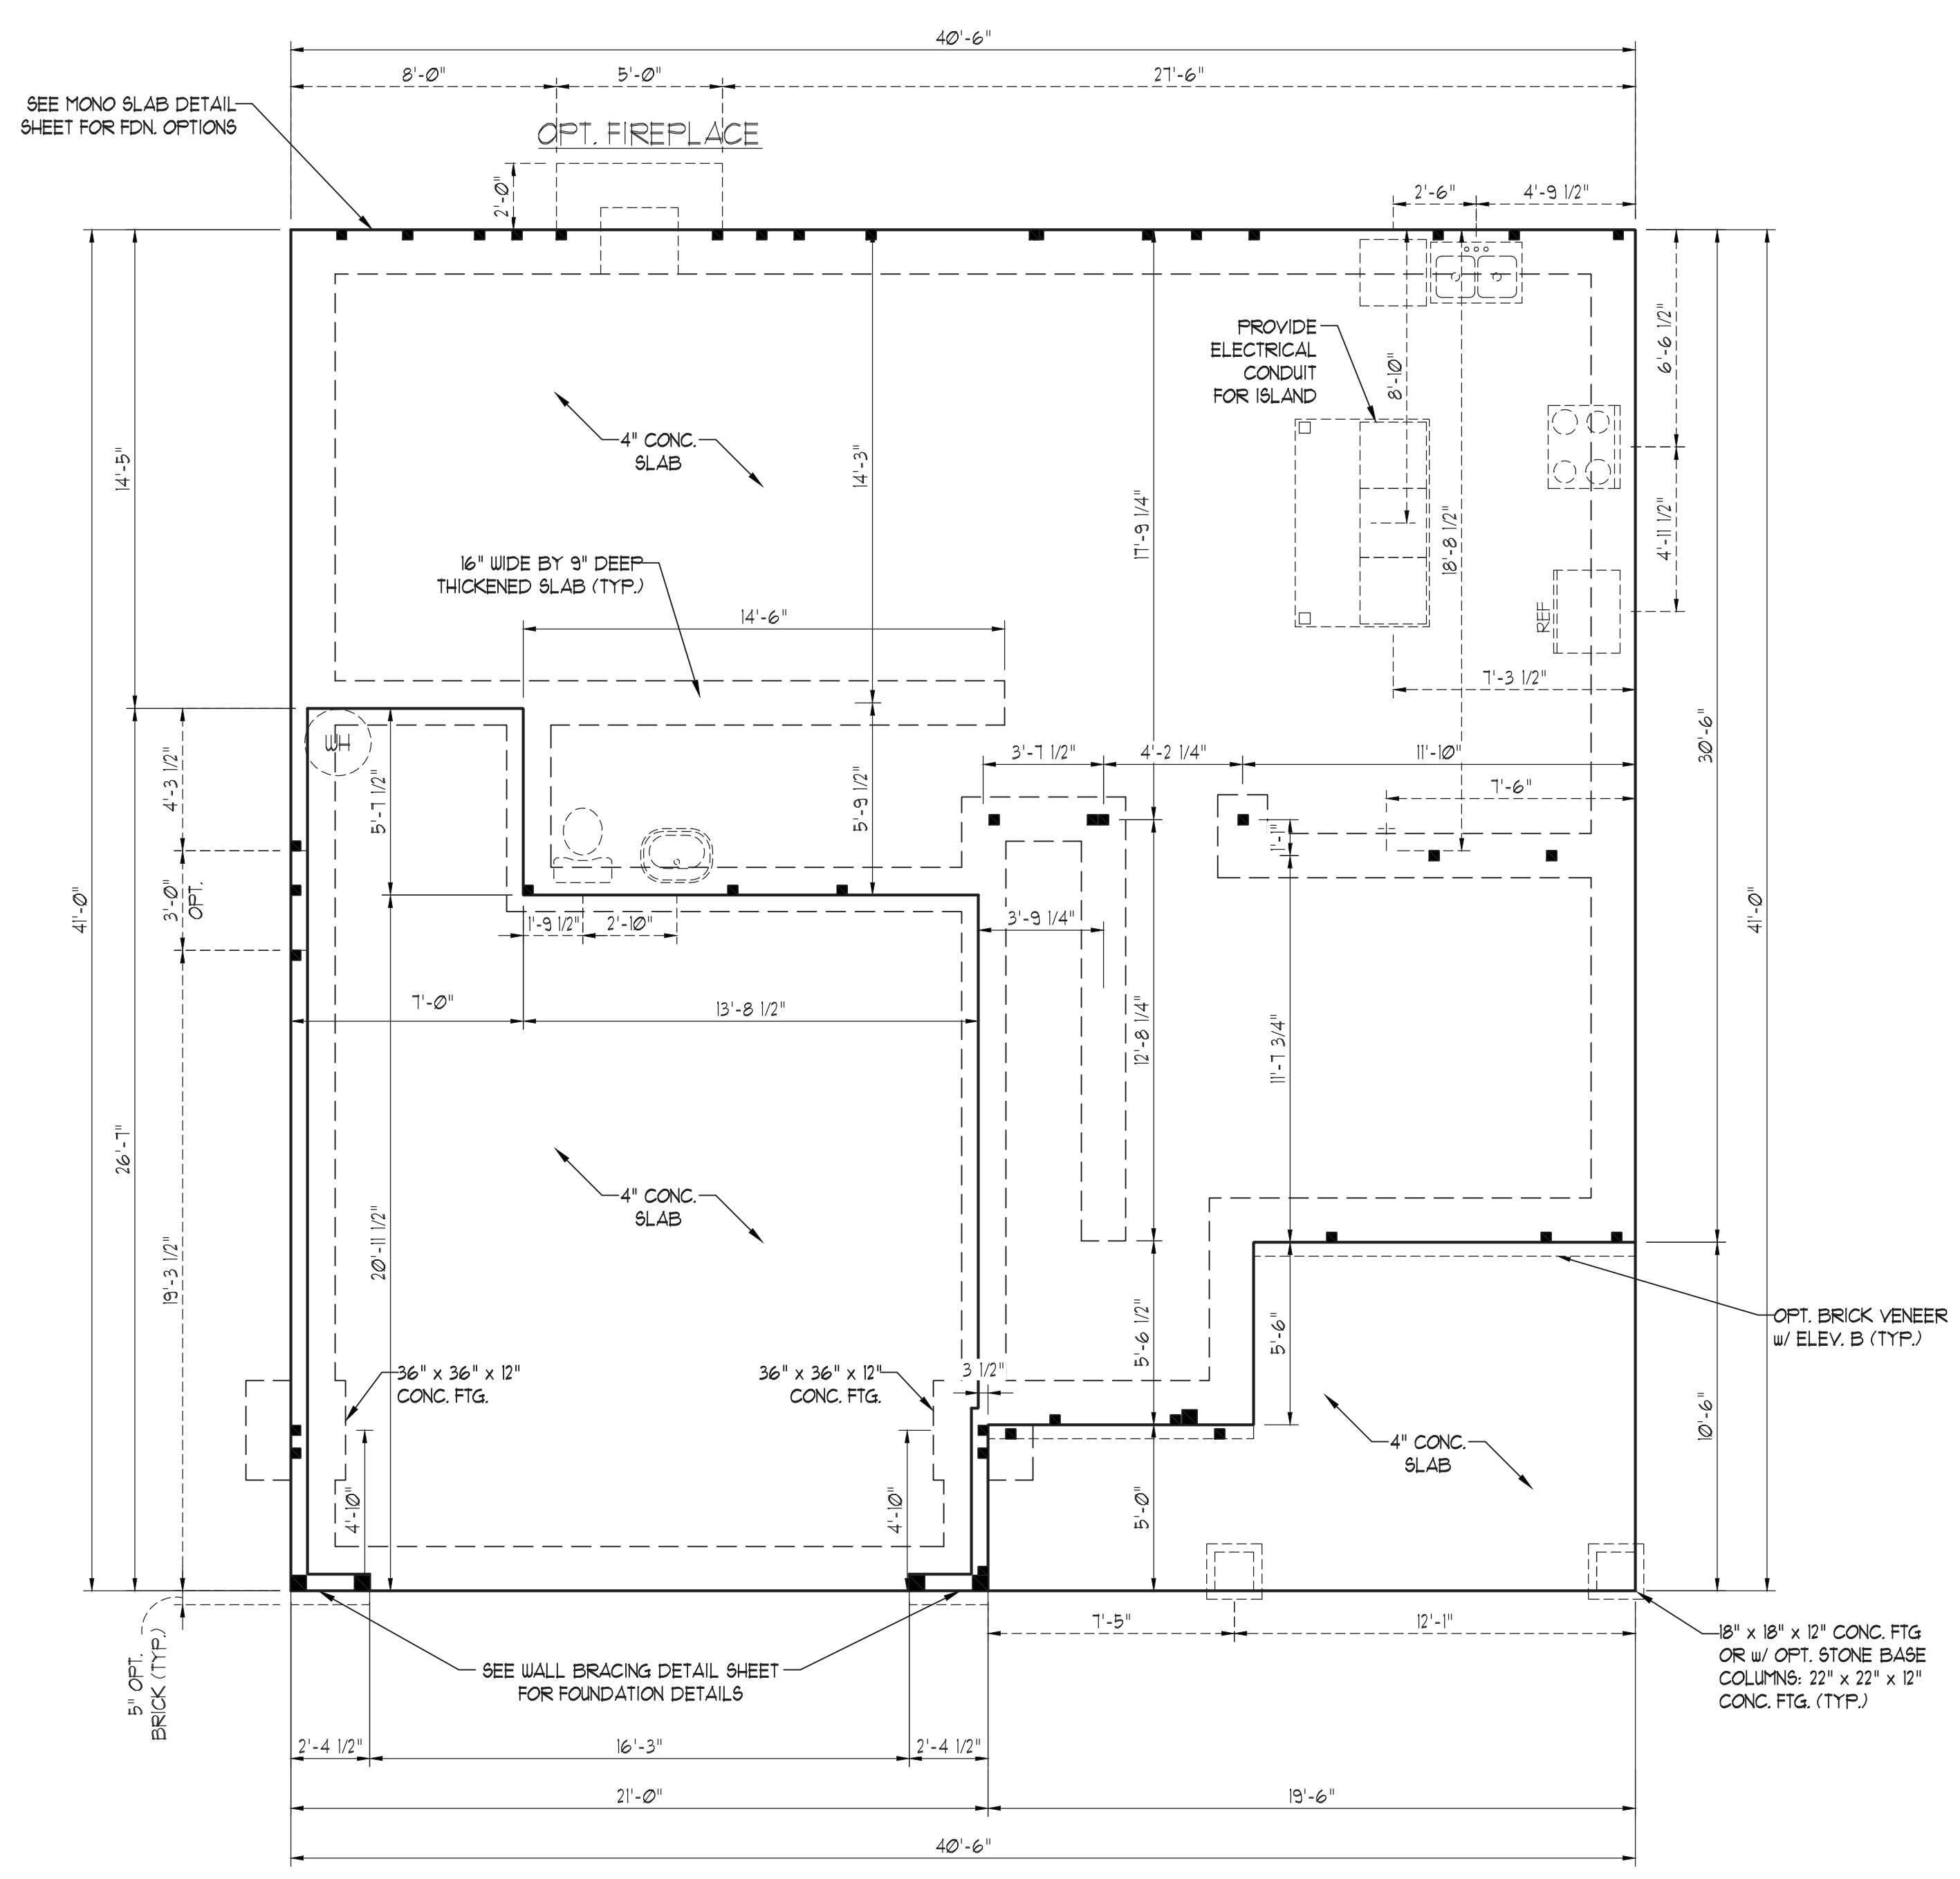 40'-6"
8'-0"
5'-0"
27'-6"
SEE MONO SLAB DETAIL
SHEET FOR FDN. OPTIONS
OPT. FIREPLACE
2'-0"
2'-6"
4'-9 1/2"
6'-6 1/2"
PROVIDE
ELECTRICAL
CONDUIT
FOR ISLAND
8'-10"
4" CONC.
SLAB
14'-5"
14'-3"
17'-9 1/4"
18'-8 1/2"
4'-11 1/2"
16" WIDE BY 9" DEEP
THICKENED SLAB (TYP.)
14'-6"
REF
7'-3 1/2"
30'-6"
WH
3'-7 1/2"
4'-2 1/4"
11'-10"
7'-6"
4'-3 1/2"
5'-7 1/2"
5'-9 1/2"
1'-1"
41'-0"
3'-0"
OPT.
1'-9 1/2"
2'-10"
3'-9 1/4"
41'-0"
7'-0"
13'-8 1/2"
12'-8 1/4"
11'-7 3/4"
26'-7"
4" CONC.
SLAB
19'-3 1/2"
20'-11 1/2"
5'-6 1/2"
5'-6"
OPT. BRICK VENEER
w/ ELEV. B (TYP.)
36" x 36" x 12"
CONC. FTG.
36" x 36" x 12"
CONC. FTG.
3 1/2"
10'-6"
4" CONC.
SLAB
4'-10"
4'-10"
5'-0"
7'-5"
12'-1"
18" x 18" x 12" CONC. FTG
OR w/ OPT. STONE BASE
COLUMNS: 22" x 22" x 12"
CONC. FTG. (TYP.)
5" OPT.
BRICK (TYP.)
SEE WALL BRACING DETAIL SHEET
FOR FOUNDATION DETAILS
2'-4 1/2"
16'-3"
2'-4 1/2"
21'-0"
19'-6"
40'-6"